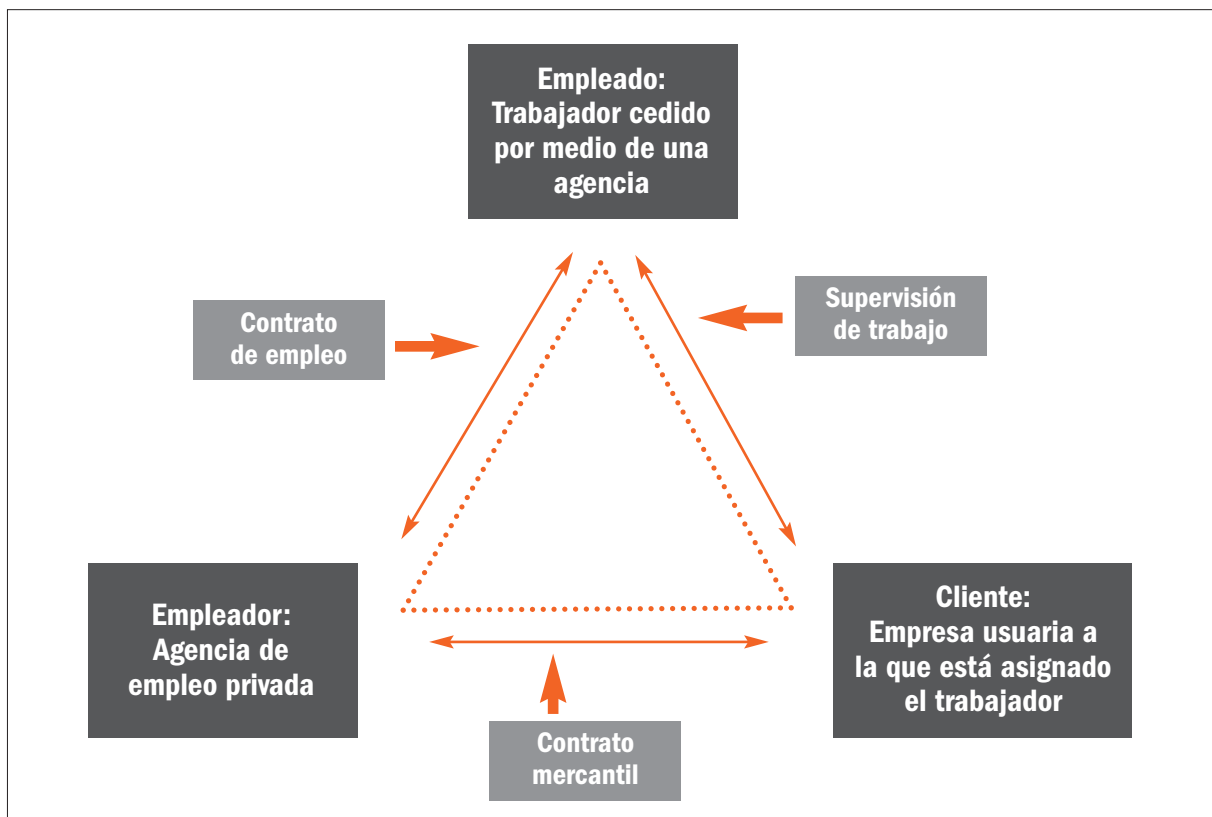 Empleado:
Trabajador cedido
por medio de una
agencia
Contrato
de empleo
Supervisión
de trabajo
Empleador:
Agencia de
empleo privada
Cliente:
Empresa usuaria a
la que está asignado
el trabajador
Contrato
mercantil